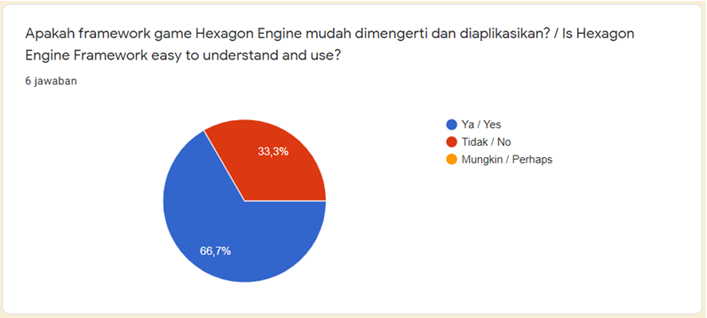 Apakah framework game Hexagon Engine mudah dimengerti dan diaplikasikan? / Is Hexagon
Engine Framework easy to understand and use?
6 jawaban
33,3%
66,7%
Ya / Yes
Tidak / No
Mungkin / Perhaps